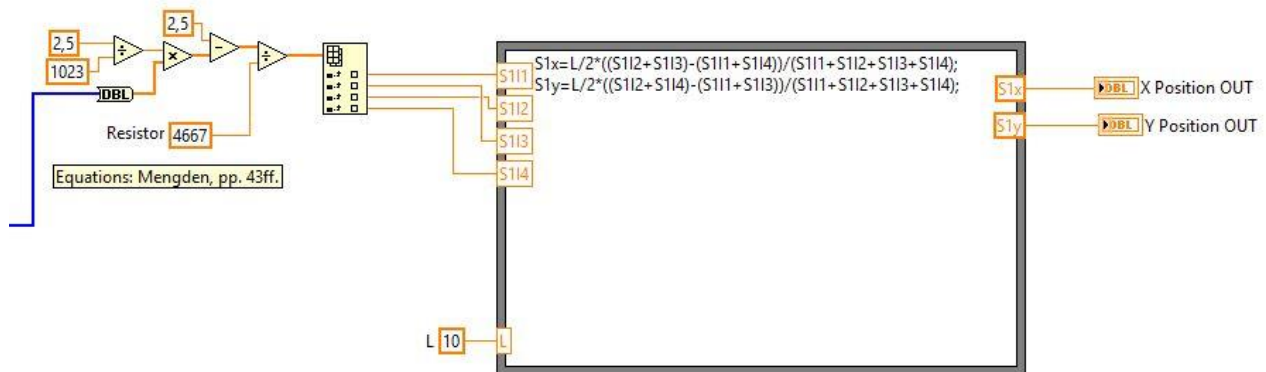 2,5
2,5
÷
×
−
÷
1023
DBL
Resistor 4667
Equations: Mengden, pp. 43ff.
S1I1
S1I2
S1I3
S1I4
S1x=L/2*((S1I2+S1I3)-(S1I1+S1I4))/(S1I1+S1I2+S1I3+S1I4);
S1y=L/2*((S1I2+S1I4)-(S1I1+S1I3))/(S1I1+S1I2+S1I3+S1I4);
S1x
DBL X Position OUT
S1y
DBL Y Position OUT
L 10
L